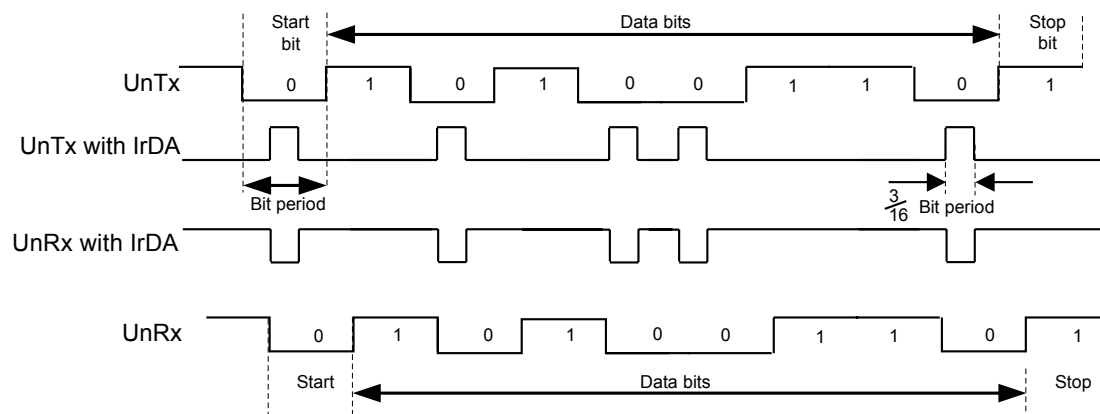 Start
bit
Data bits
Stop
bit
UnTx
0 1 0 1 0 0 1 1 0 1
UnTx with IrDA
Bit period
3/16 Bit period
UnRx with IrDA
UnRx
0 1 0 1 0 0 1 1 0 1
Start
Data bits
Stop